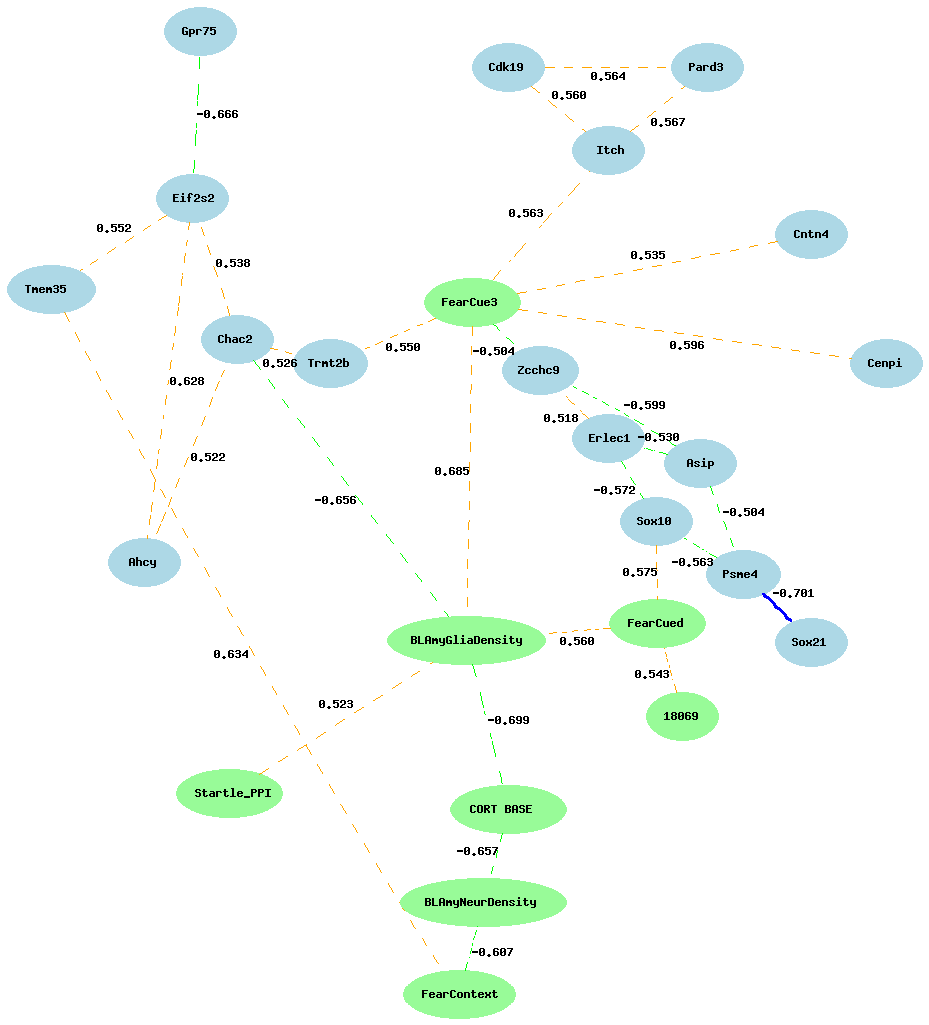 Gpr75
Cdk19
0.564
Pard3
0.560
-0.666
0.567
Itch
Eif2s2
0.563
0.552
Cntn4
0.535
0.538
Tmem35
FearCue3
Chac2
0.596
0.550
-0.504
0.526
Trmt2b
Zcchc9
Cenpi
0.628
-0.599
0.518
Erlec1
-0.530
0.522
Asip
0.685
-0.572
-0.656
-0.504
Sox10
Ahcy
-0.563
0.575
Psme4
-0.701
FearCued
BLAmyGliaDensity
0.560
Sox21
0.634
0.543
0.523
18069
-0.699
Startle_PPI
CORT BASE
-0.657
BLAmyNeurDensity
-0.607
FearContext